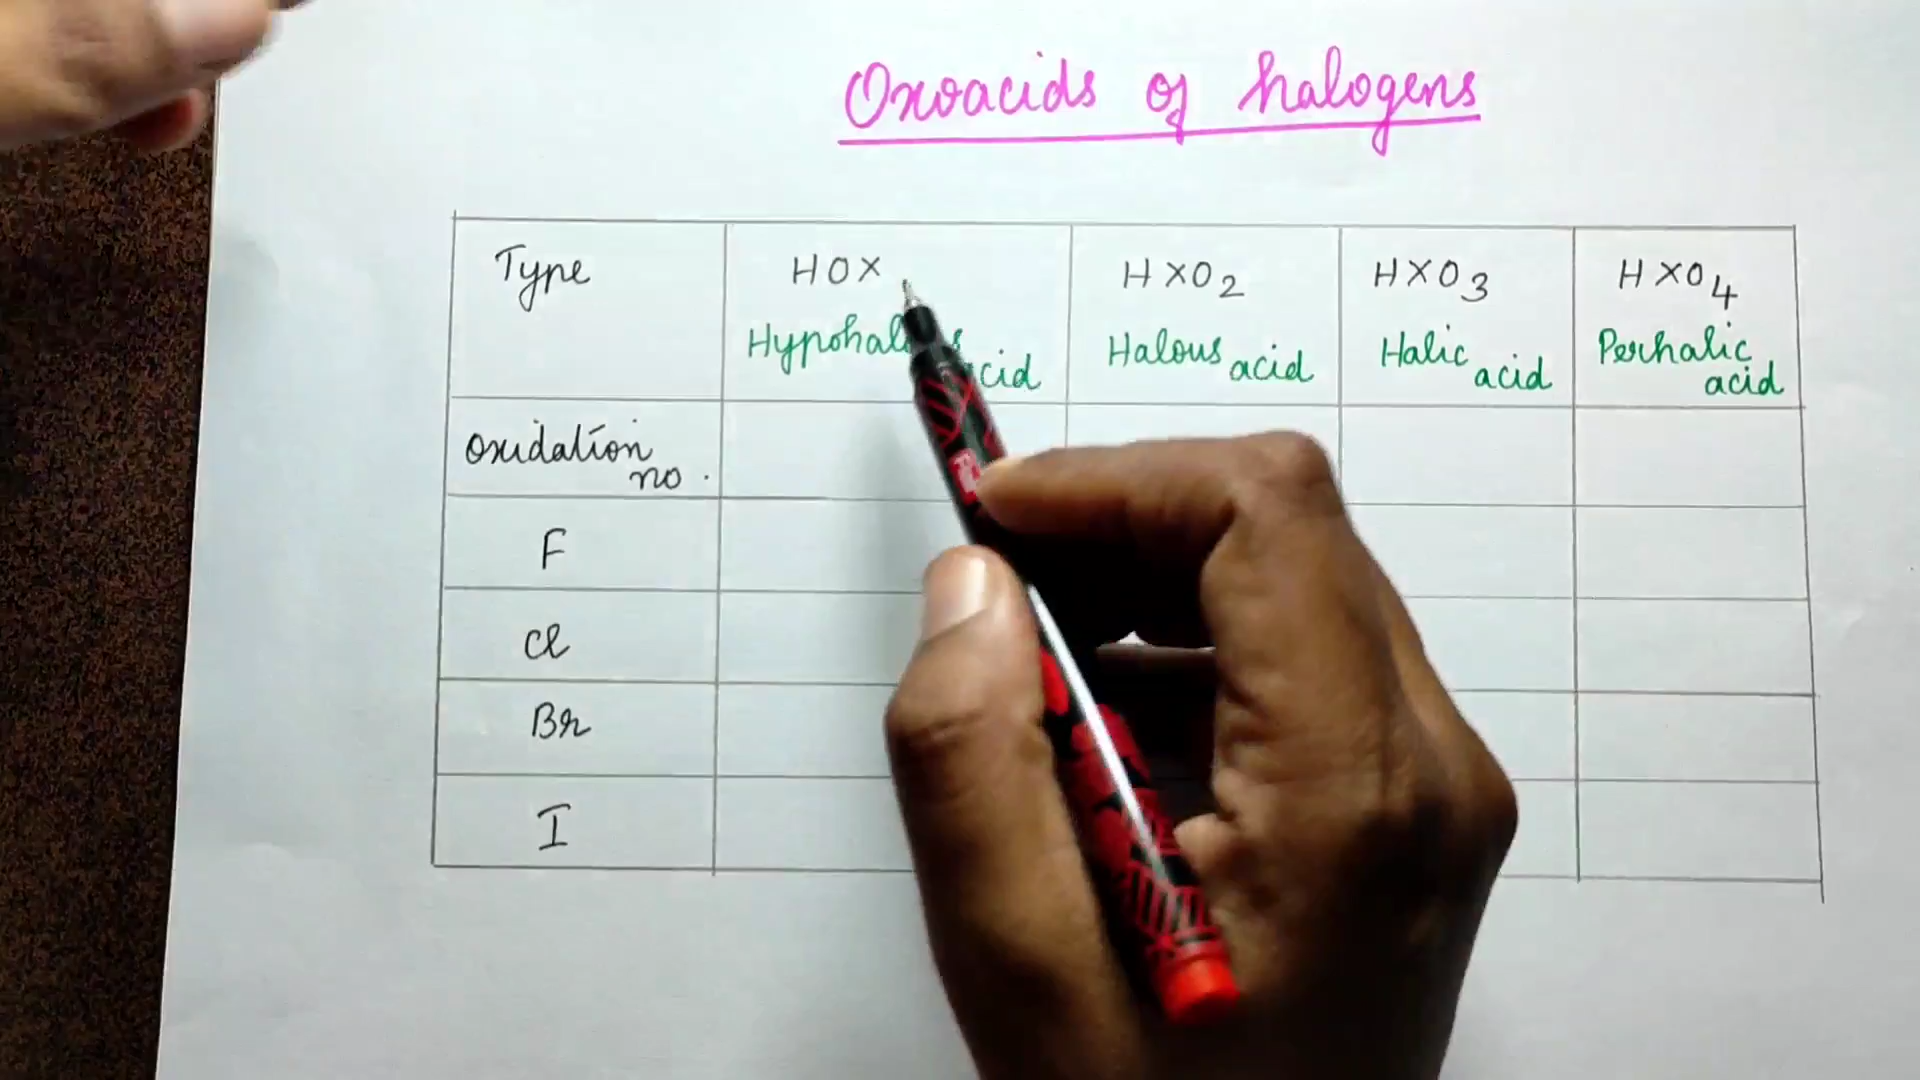 Oxoacids of halogens
Type
HOX
HXO2
HXO3
HXO4
Halous acid
Halic acid
Perhalic acid
Oxidation no.
F
Cl
Br
I